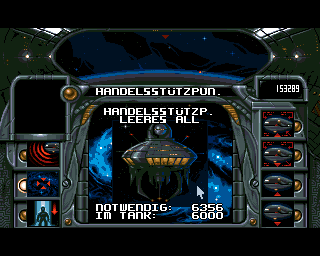 HANDELSSTÜTZPUN.
153289
HANDELSSTÜTZP.
LEERES ALL
NOTWENDIG: 6356
IM TANK: 6000